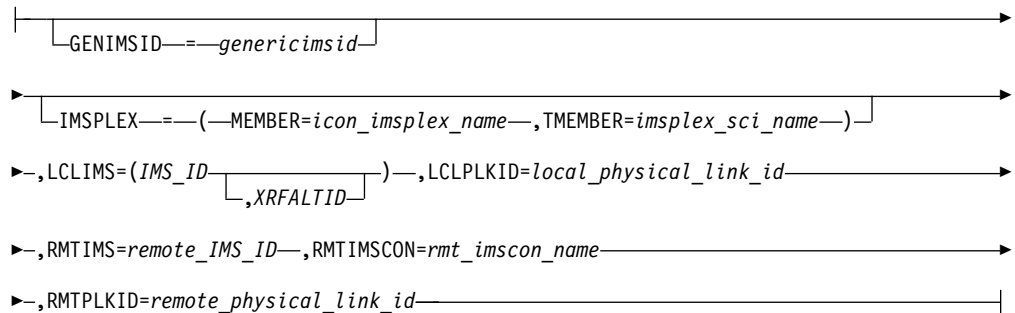 GENIMSID = genericimsid
IMSPLEX = ( MEMBER=icon_imsplex_name ,TMEMBER=imsplex_sci_name )
,LCLIMS=(IMS_ID ,XRFALTID ) ,LCLPLKID=local_physical_link_id
,RMTIMS=remote_IMS_ID ,RMTIMSCON=rmt_imscon_name
,RMTPLKID=remote_physical_link_id